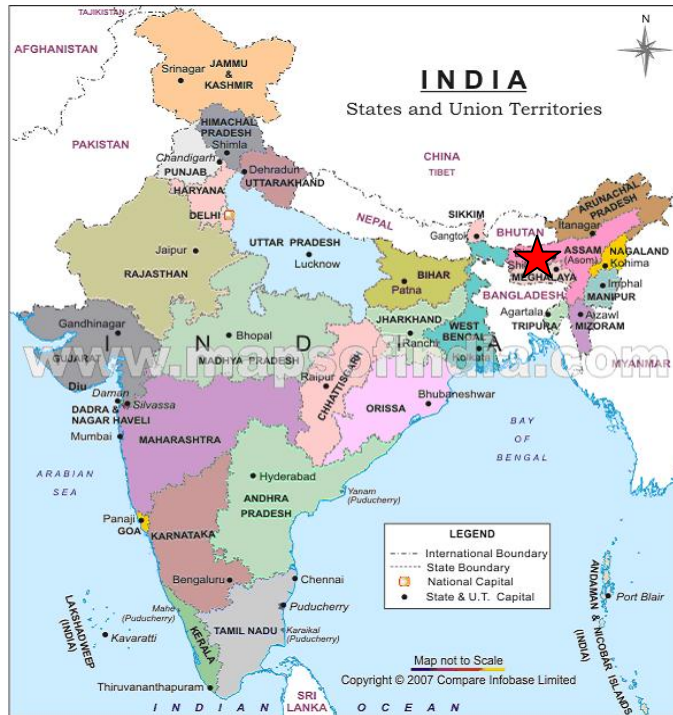 TAJIKISTAN
AFGHANISTAN
N
JAMMU
&
KASHMIR
Srinagar
INDIA
States and Union Territories
HIMACHAL
PRADESH
Shimla
PAKISTAN
Chandigarh
PUNJAB
Dehradun
UTTARAKHAND
HARYANA
DELHI
CHINA
TIBET
NEPAL
SIKKIM
Gangtok
BHUTAN
ARUNACHAL
PRADESH
Itanagar
ASSAM
(Asom)
NAGALAND
Kohima
MEGHALAYA
Imphal
MANIPUR
BANGLADESH
Agartala
TRIPURA
Aizawl
MIZORAM
MYANMAR
Jaipur
RAJASTHAN
UTTAR PRADESH
Lucknow
BIHAR
Patna
JHARKHAND
Ranchi
WEST
BENGAL
Kolkata
Gandhinagar
GUJARAT
I N D I A
Bhopal
MADHYA PRADESH
www.mapsofindia.com
Raipur
CHHATTISGARH
Bhubaneshwar
ORISSA
Diu
Daman
DADRA &
NAGAR HAVELI
Silvassa
Mumbai
MAHARASHTRA
ARABIAN
SEA
BAY
OF
BENGAL
Hyderabad
ANDHRA
PRADESH
Yanam
(Puducherry)
Panaji
GOA
KARNATAKA
Bengaluru
Chennai
Mahe
(Puducherry)
Puducherry
TAMIL NADU
Karaikal
(Puducherry)
KERALA
LAKSHADWEEP
(INDIA)
Kavaratti
Thiruvananthapuram
LEGEND
International Boundary
State Boundary
National Capital
State & U.T. Capital
ANDAMAN & NICOBAR ISLANDS
(INDIA)
Port Blair
Map not to Scale
Copyright © 2007 Compare Infobase Limited
SRI
LANKA
INDIAN OCEAN